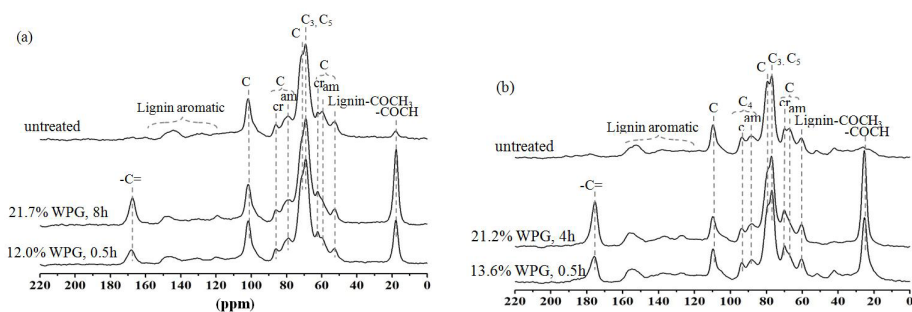 (a)
C
C3, C5
C
C
cr
am
C
cr
am
Lignin aromatic
Lignin-COCH3
-COCH
untreated
-C=
21.7% WPG, 8h
12.0% WPG, 0.5h
220 200 180 160 140 120 100 80 60 40 20 0
(ppm)
(b)
C
C3, C5
C
C4
c
am
C
cr
am
Lignin aromatic
Lignin-COCH3
-COCH
untreated
-C=
21.2% WPG, 4h
13.6% WPG, 0.5h
220 180 140 100 60 20
200 160 120 80 40 0